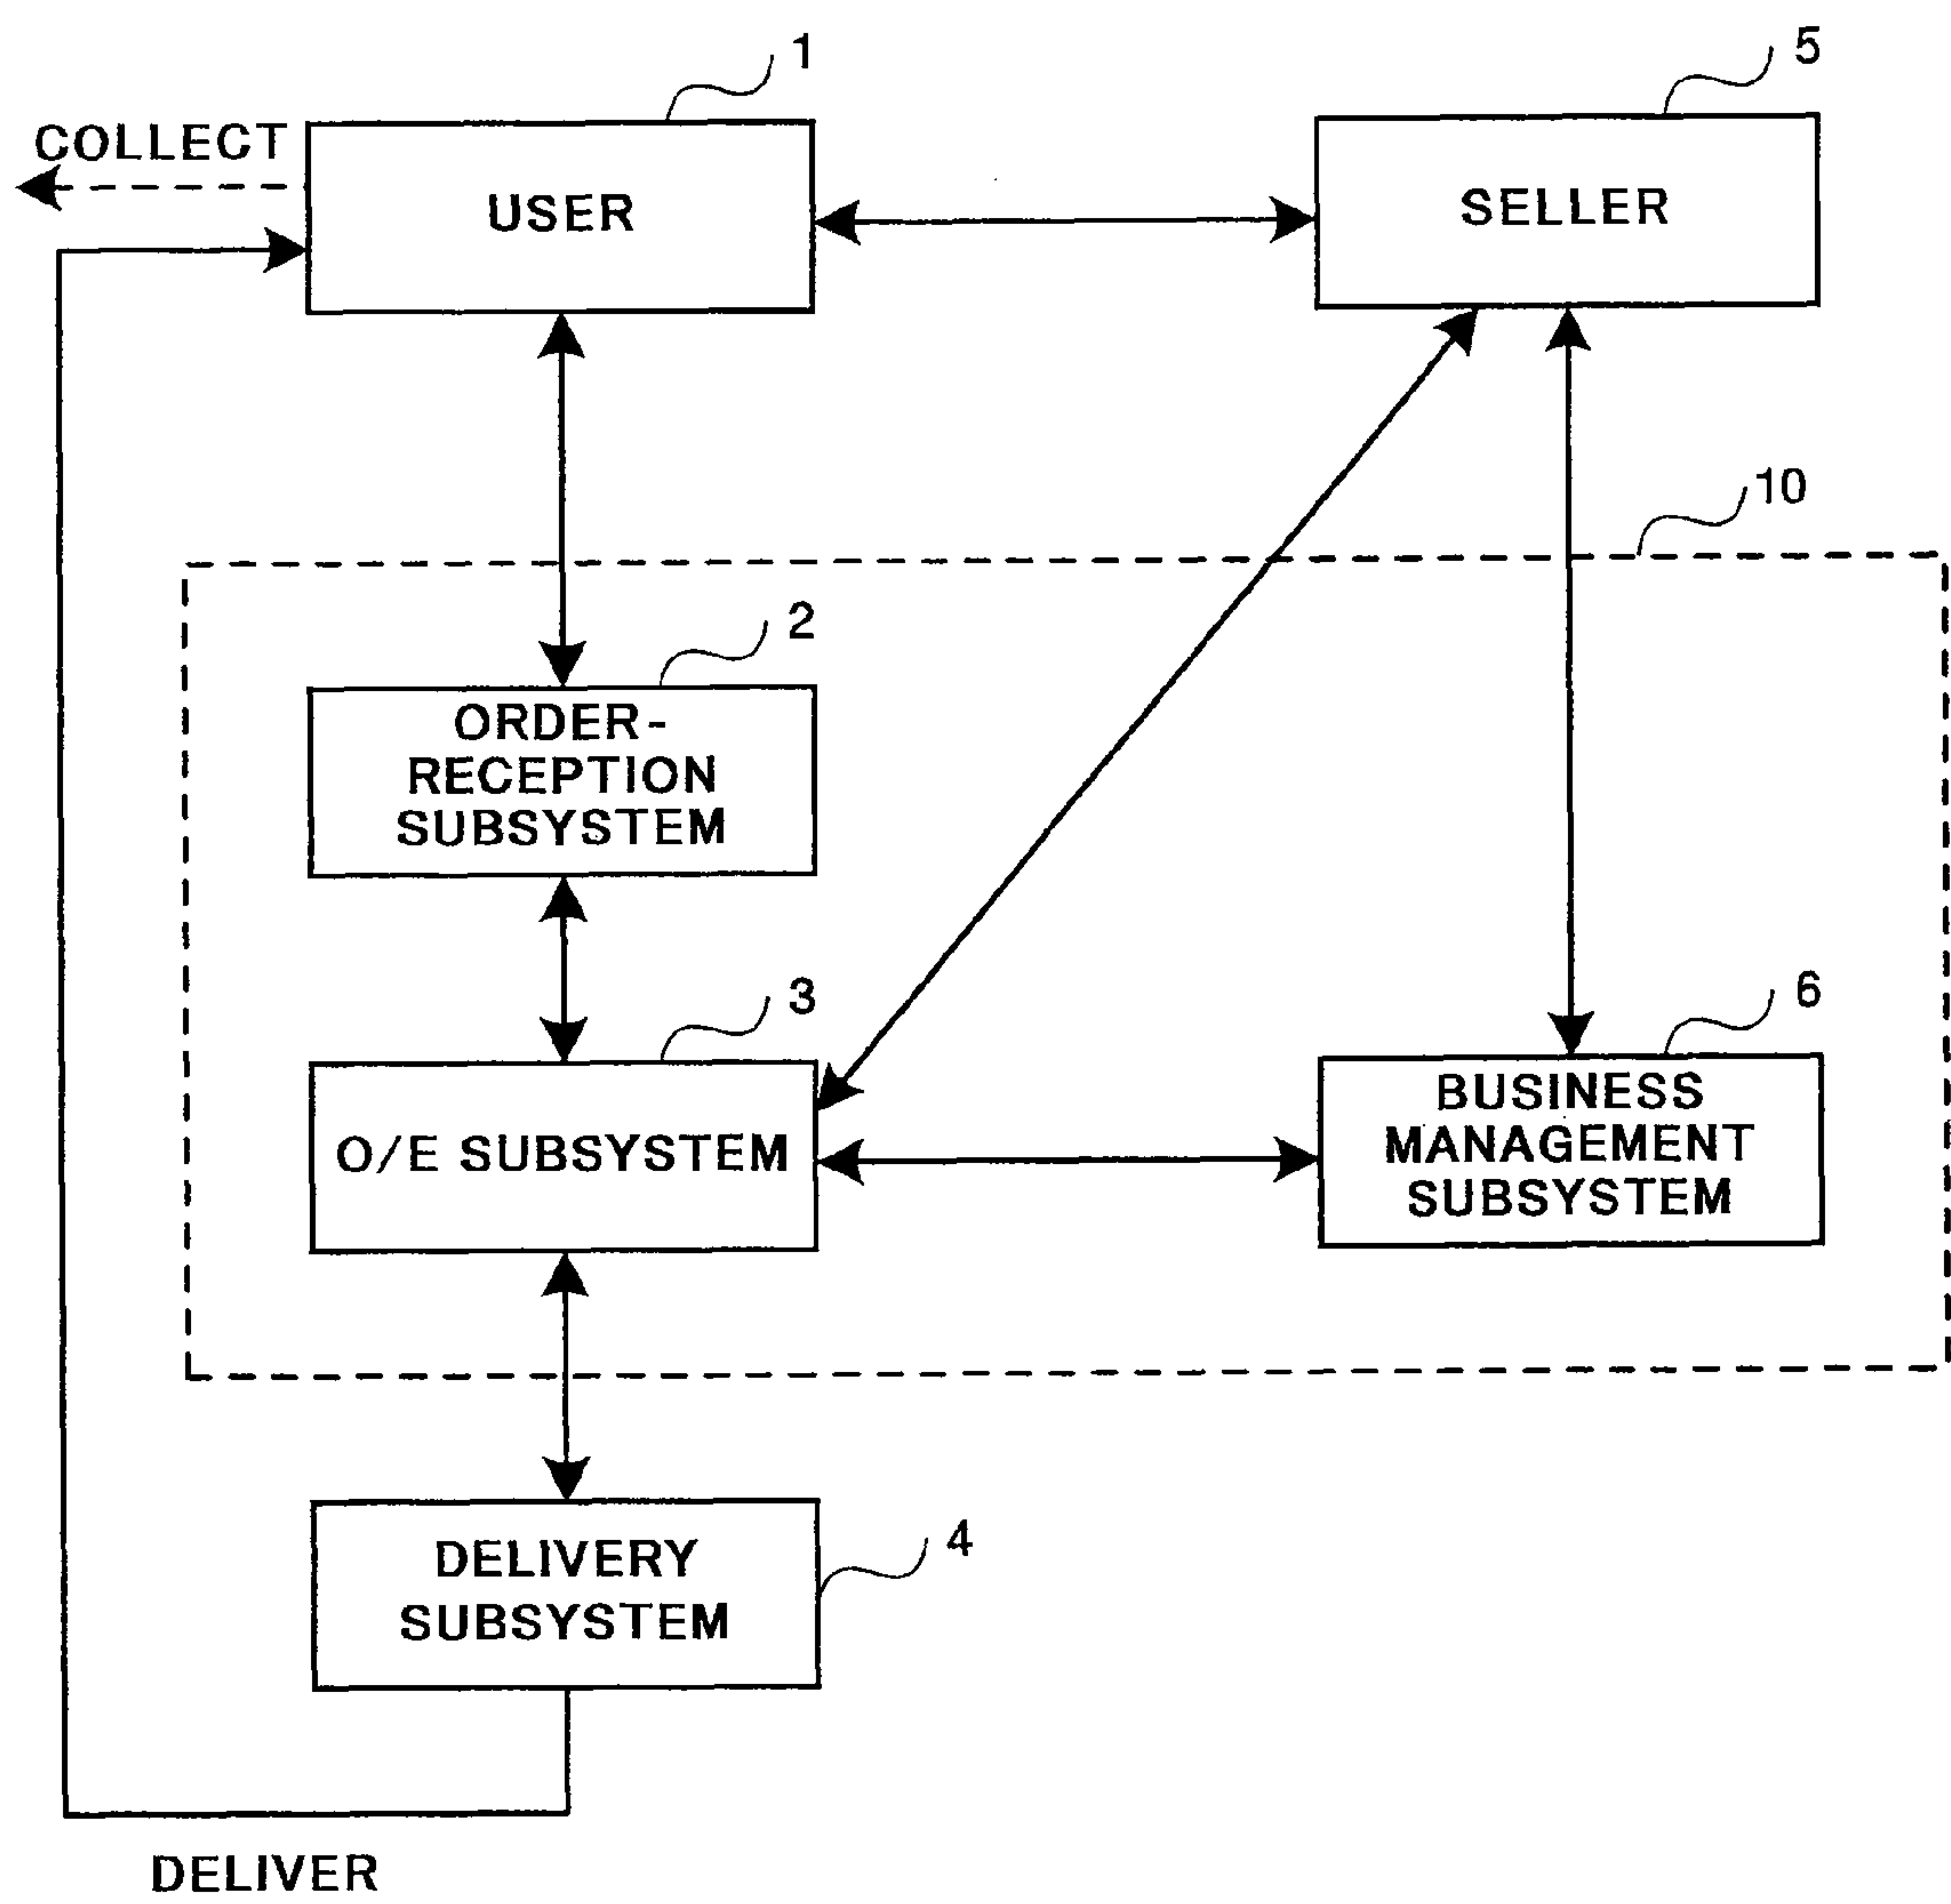 1
5
COLLECT
USER
SELLER
10
2
ORDER-
RECEPTION
SUBSYSTEM
3
6
O/E SUBSYSTEM
BUSINESS
MANAGEMENT
SUBSYSTEM
4
DELIVERY
SUBSYSTEM
DELIVER